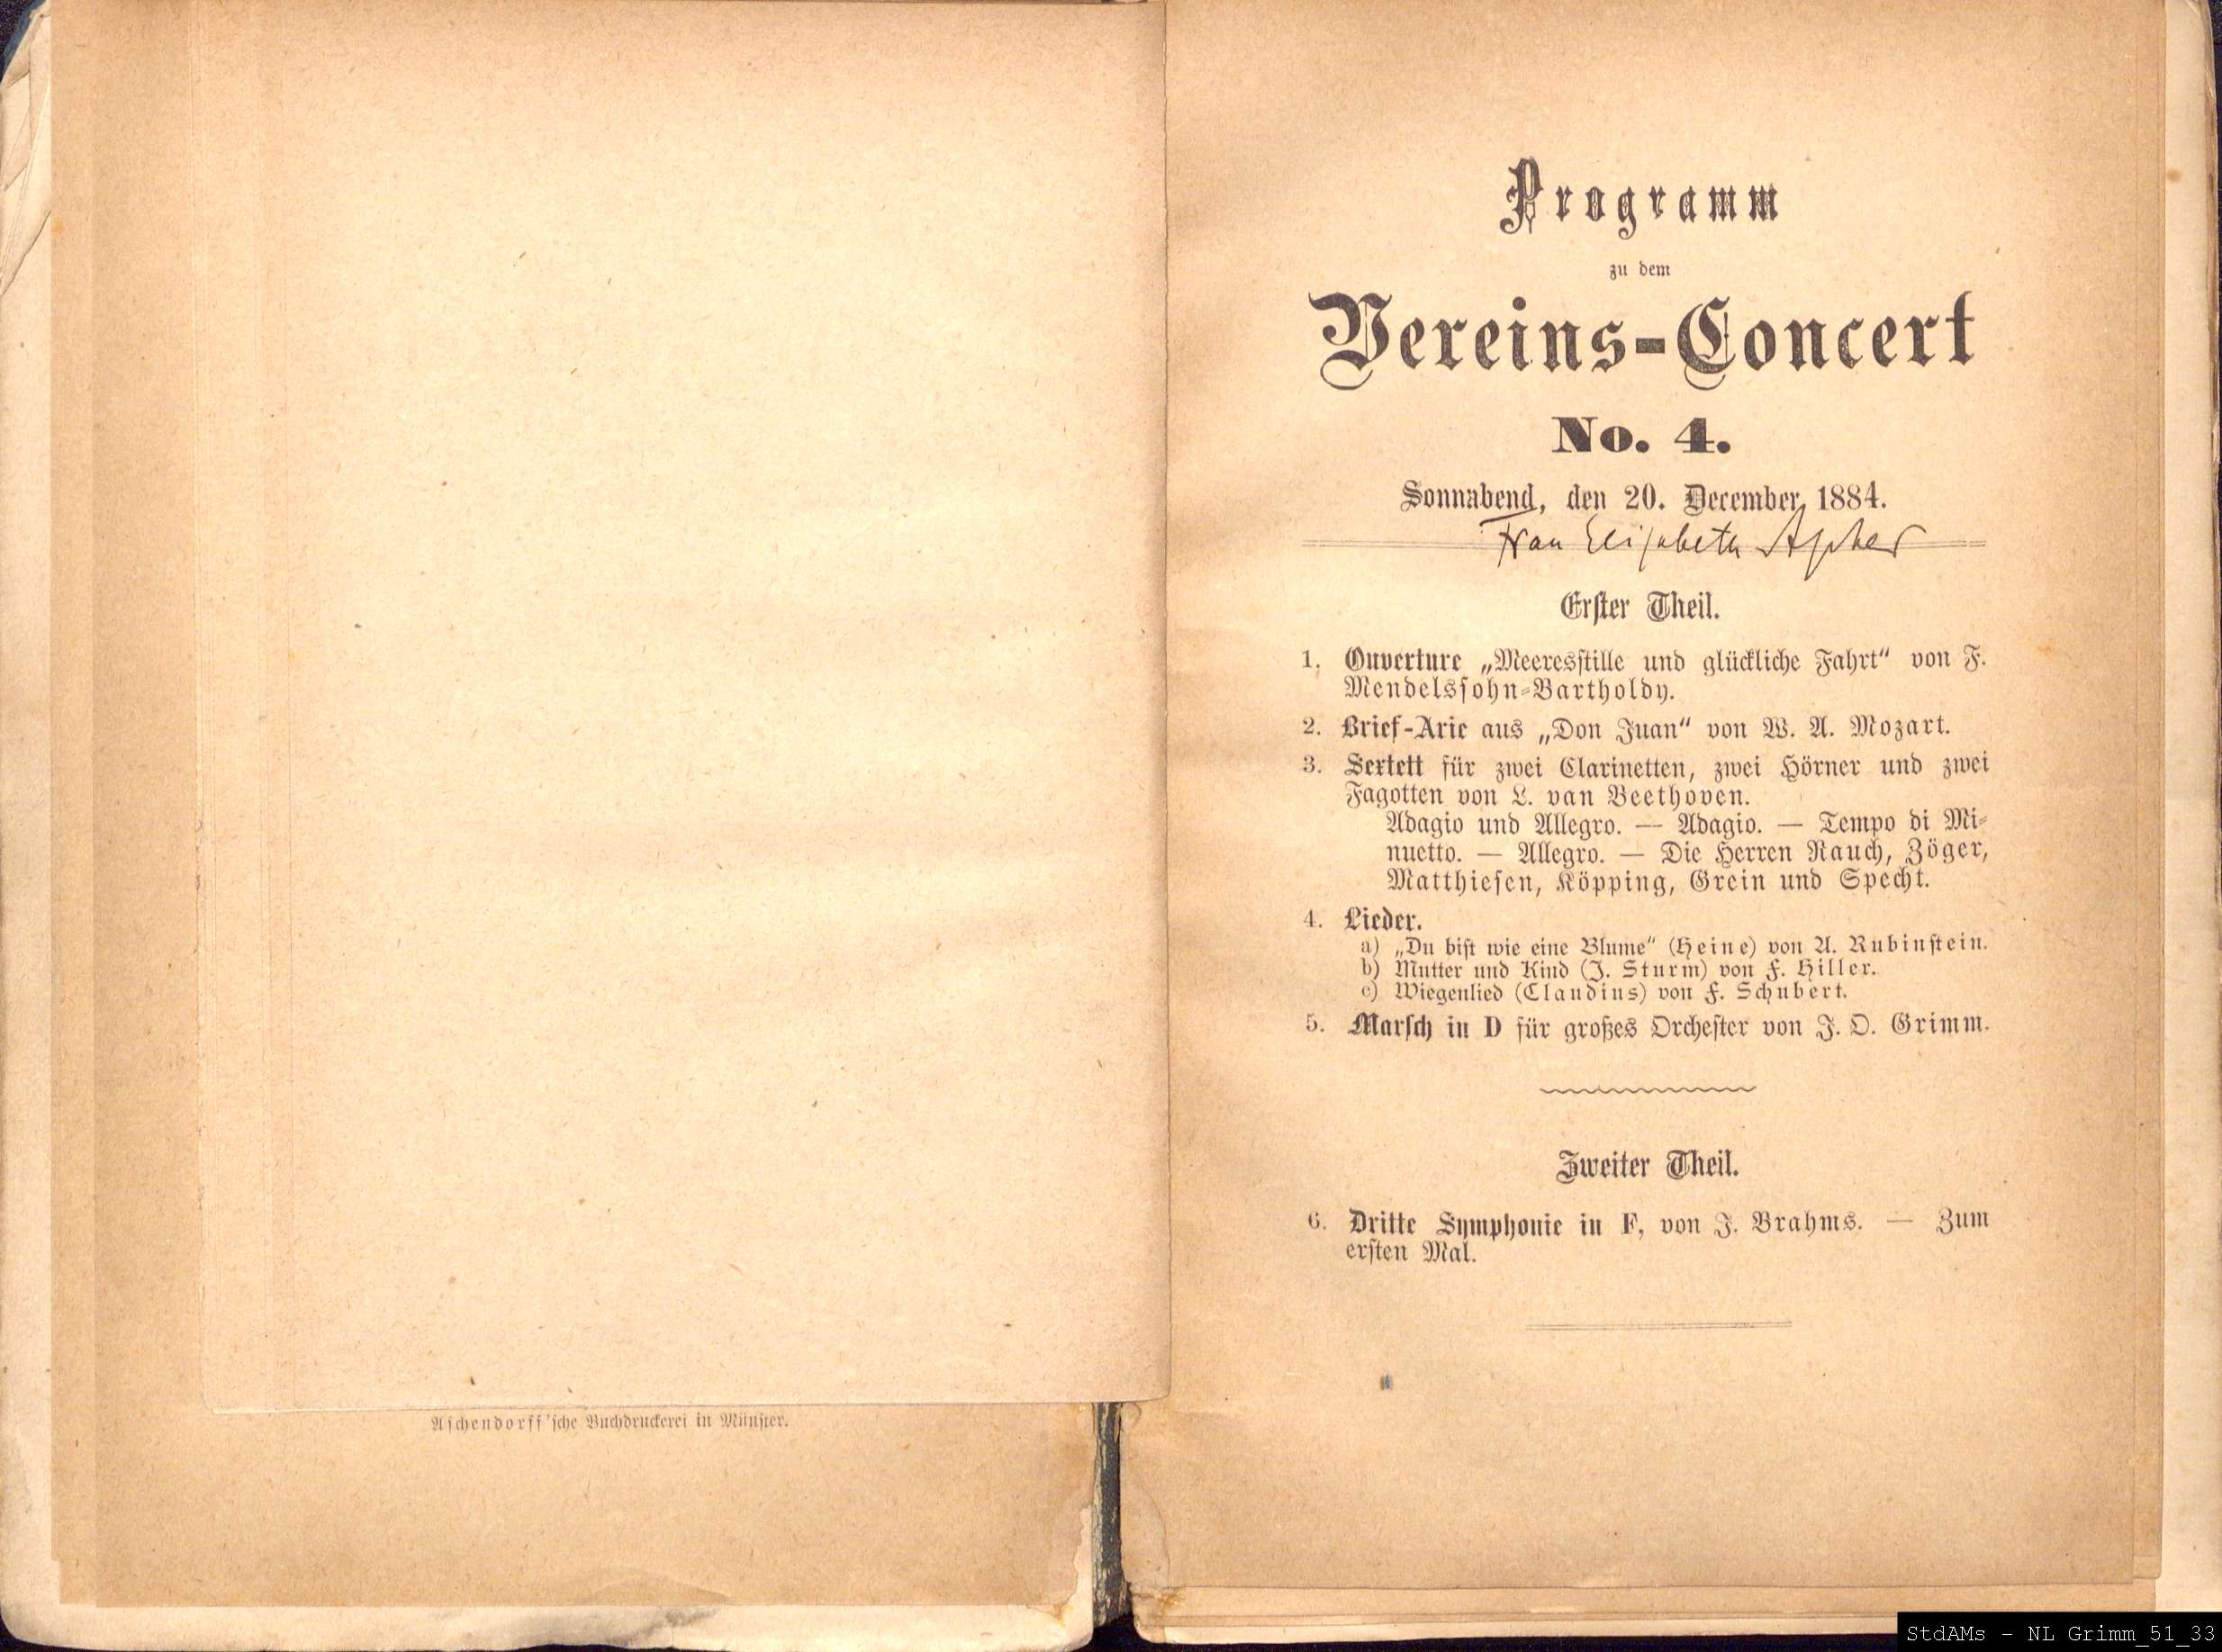 Aschendorff'sche Buchdruckerei in Münster.
Programm
zu dem
Vereins-Concert
No. 4.
Sonnabend, den 20. December 1884.
Frau Elisabeth
Erster Theil.
1. Ouverture „Meeresstille und glückliche Fahrt“ von F.
Mendelssohn-Bartholdy.
2. Brief-Arie aus „Don Juan“ von W. A. Mozart.
3. Sextett für zwei Clarinetten, zwei Hörner und zwei
Fagotten von L. van Beethoven.
Adagio und Allegro. — Adagio. — Tempo di Mi-
nuetto. — Allegro. — Die Herren Rauch, Zöger,
Matthiesen, Köpping, Grein und Specht.
4. Lieder.
a) „Du bist wie eine Blume“ (Heine) von A. Rubinstein.
b) Mutter und Kind (J. Sturm) von F. Hiller.
c) Wiegenlied (Claudius) von F. Schubert.
5. Marsch in D für großes Orchester von J. O. Grimm.
Zweiter Theil.
6. Dritte Symphonie in F, von J. Brahms. — Zum
ersten Mal.
StdAMs - NL Grimm_51_33